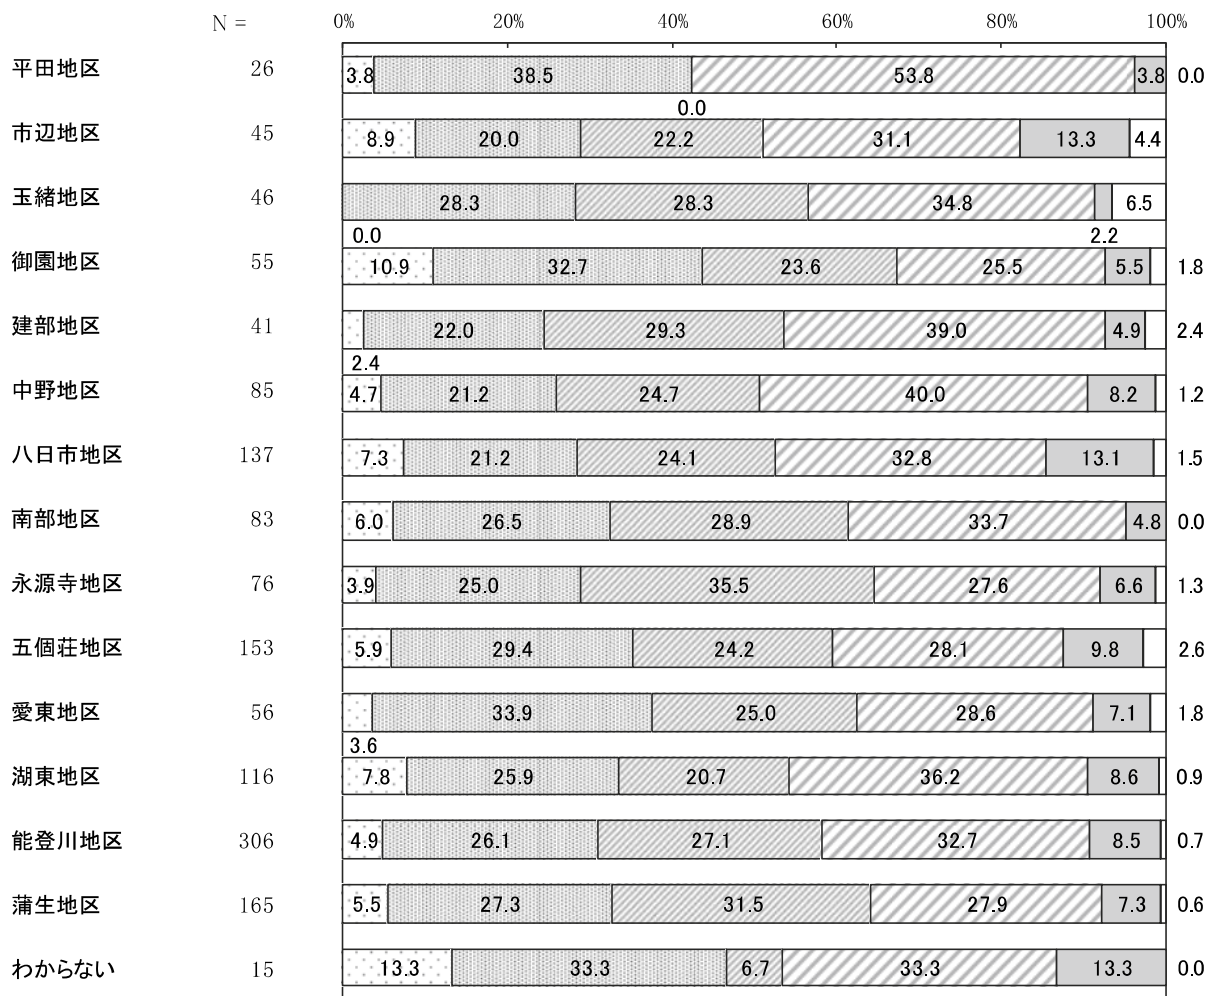 N = 0% 20% 40% 60% 80% 100%
平田地区 26 3.8 38.5 53.8 3.8 0.0
0.0
市辺地区 45 8.9 20.0 22.2 31.1 13.3 4.4
玉緒地区 46 28.3 28.3 34.8 6.5
0.0 2.2
御園地区 55 10.9 32.7 23.6 25.5 5.5 1.8
建部地区 41 22.0 29.3 39.0 4.9 2.4
2.4
中野地区 85 4.7 21.2 24.7 40.0 8.2 1.2
八日市地区 137 7.3 21.2 24.1 32.8 13.1 1.5
南部地区 83 6.0 26.5 28.9 33.7 4.8 0.0
永源寺地区 76 3.9 25.0 35.5 27.6 6.6 1.3
五個荘地区 153 5.9 29.4 24.2 28.1 9.8 2.6
愛東地区 56 33.9 25.0 28.6 7.1 1.8
3.6
湖東地区 116 7.8 25.9 20.7 36.2 8.6 0.9
能登川地区 306 4.9 26.1 27.1 32.7 8.5 0.7
蒲生地区 165 5.5 27.3 31.5 27.9 7.3 0.6
わからない 15 13.3 33.3 6.7 33.3 13.3 0.0